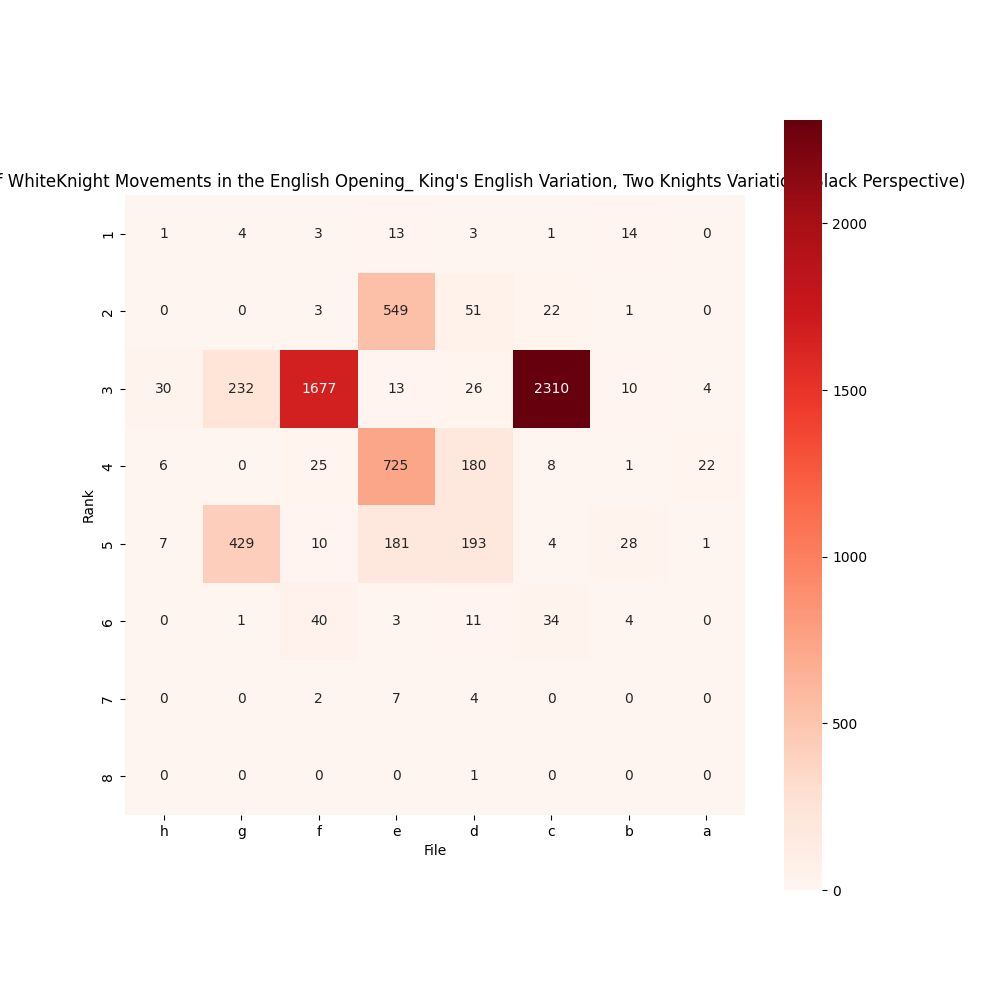 WhiteKnight Movements in the English Opening_ King's English Variation, Two Knights Perspective)
2000
1 4 3 13 3 1 14 0
1
0 0 3 549 51 22 1 0
2
30 232 1677 13 26 2310 10 4
3
1500
6 0 25 725 180 8 1 22
4
Rank
7 429 10 181 193 4 28 1
5
1000
0 1 40 3 11 34 4 0
6
0 0 2 7 4 0 0 0
7
500
0 0 0 0 1 0 0 0
8
h g f e d c b a
File
0